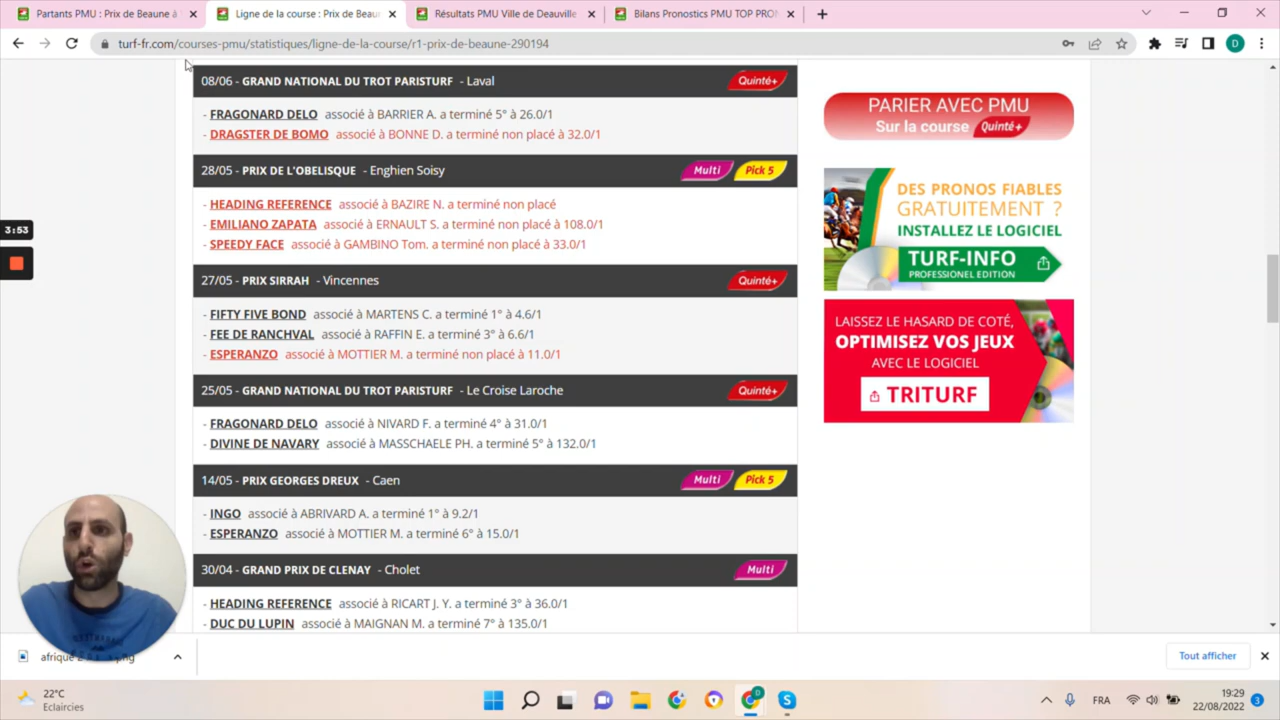 Partants PMU : Prix de Beaune à
Ligne de la course : Prix de Beau
Résultats PMU Ville de Deauville
Bilans Pronostics PMU TOP PRO
turf-fr.com/courses-pmu/statistiques/ligne-de-la-course/r1-prix-de-beaune-290194
D
08/06 - GRAND NATIONAL DU TROT PARISTURF - Laval Quinté+
- FRAGONARD DELO associé à BARRIER A. a terminé 5° à 26.0/1
- DRAGSTER DE BOMO associé à BONNE D. a terminé non placé à 32.0/1
28/05 - PRIX DE L'OBELISQUE - Enghien Soisy Multi Pick 5
- HEADING REFERENCE associé à BAZIRE N. a terminé non placé
- EMILIANO ZAPATA associé à ERNAULT S. a terminé non placé à 108.0/1
- SPEEDY FACE associé à GAMBINO Tom. a terminé non placé à 33.0/1
27/05 - PRIX SIRRAH - Vincennes Quinté+
- FIFTY FIVE BOND associé à MARTENS C. a terminé 1° à 4.6/1
- FEE DE RANCHVAL associé à RAFFIN E. a terminé 3° à 6.6/1
- ESPERANZO associé à MOTTIER M. a terminé non placé à 11.0/1
25/05 - GRAND NATIONAL DU TROT PARISTURF - Le Croise Laroche Quinté+
- FRAGONARD DELO associé à NIVARD F. a terminé 4° à 31.0/1
- DIVINE DE NAVARY associé à MASSCHAELE PH. a terminé 5° à 132.0/1
14/05 - PRIX GEORGES DREUX - Caen Multi Pick 5
- INGO associé à ABRIVARD A. a terminé 1° à 9.2/1
- ESPERANZO associé à MOTTIER M. a terminé 6° à 15.0/1
30/04 - GRAND PRIX DE CLENAY - Cholet Multi
- HEADING REFERENCE associé à RICART J. Y. a terminé 3° à 36.0/1
- DUC DU LUPIN associé à MAIGNAN M. a terminé 7° à 135.0/1
PARIER AVEC PMU
Sur la course Quinté+
DES PRONOS FIABLES
GRATUITEMENT ?
INSTALLEZ LE LOGICIEL
TURF-INFO
PROFESSIONEL EDITION
LAISSEZ LE HASARD DE COTÉ,
OPTIMISEZ VOS JEUX
AVEC LE LOGICIEL
TRITURF
3:53
afrique
Tout afficher
22°C
Eclaircies
D
FRA
19:29
22/08/2022
3